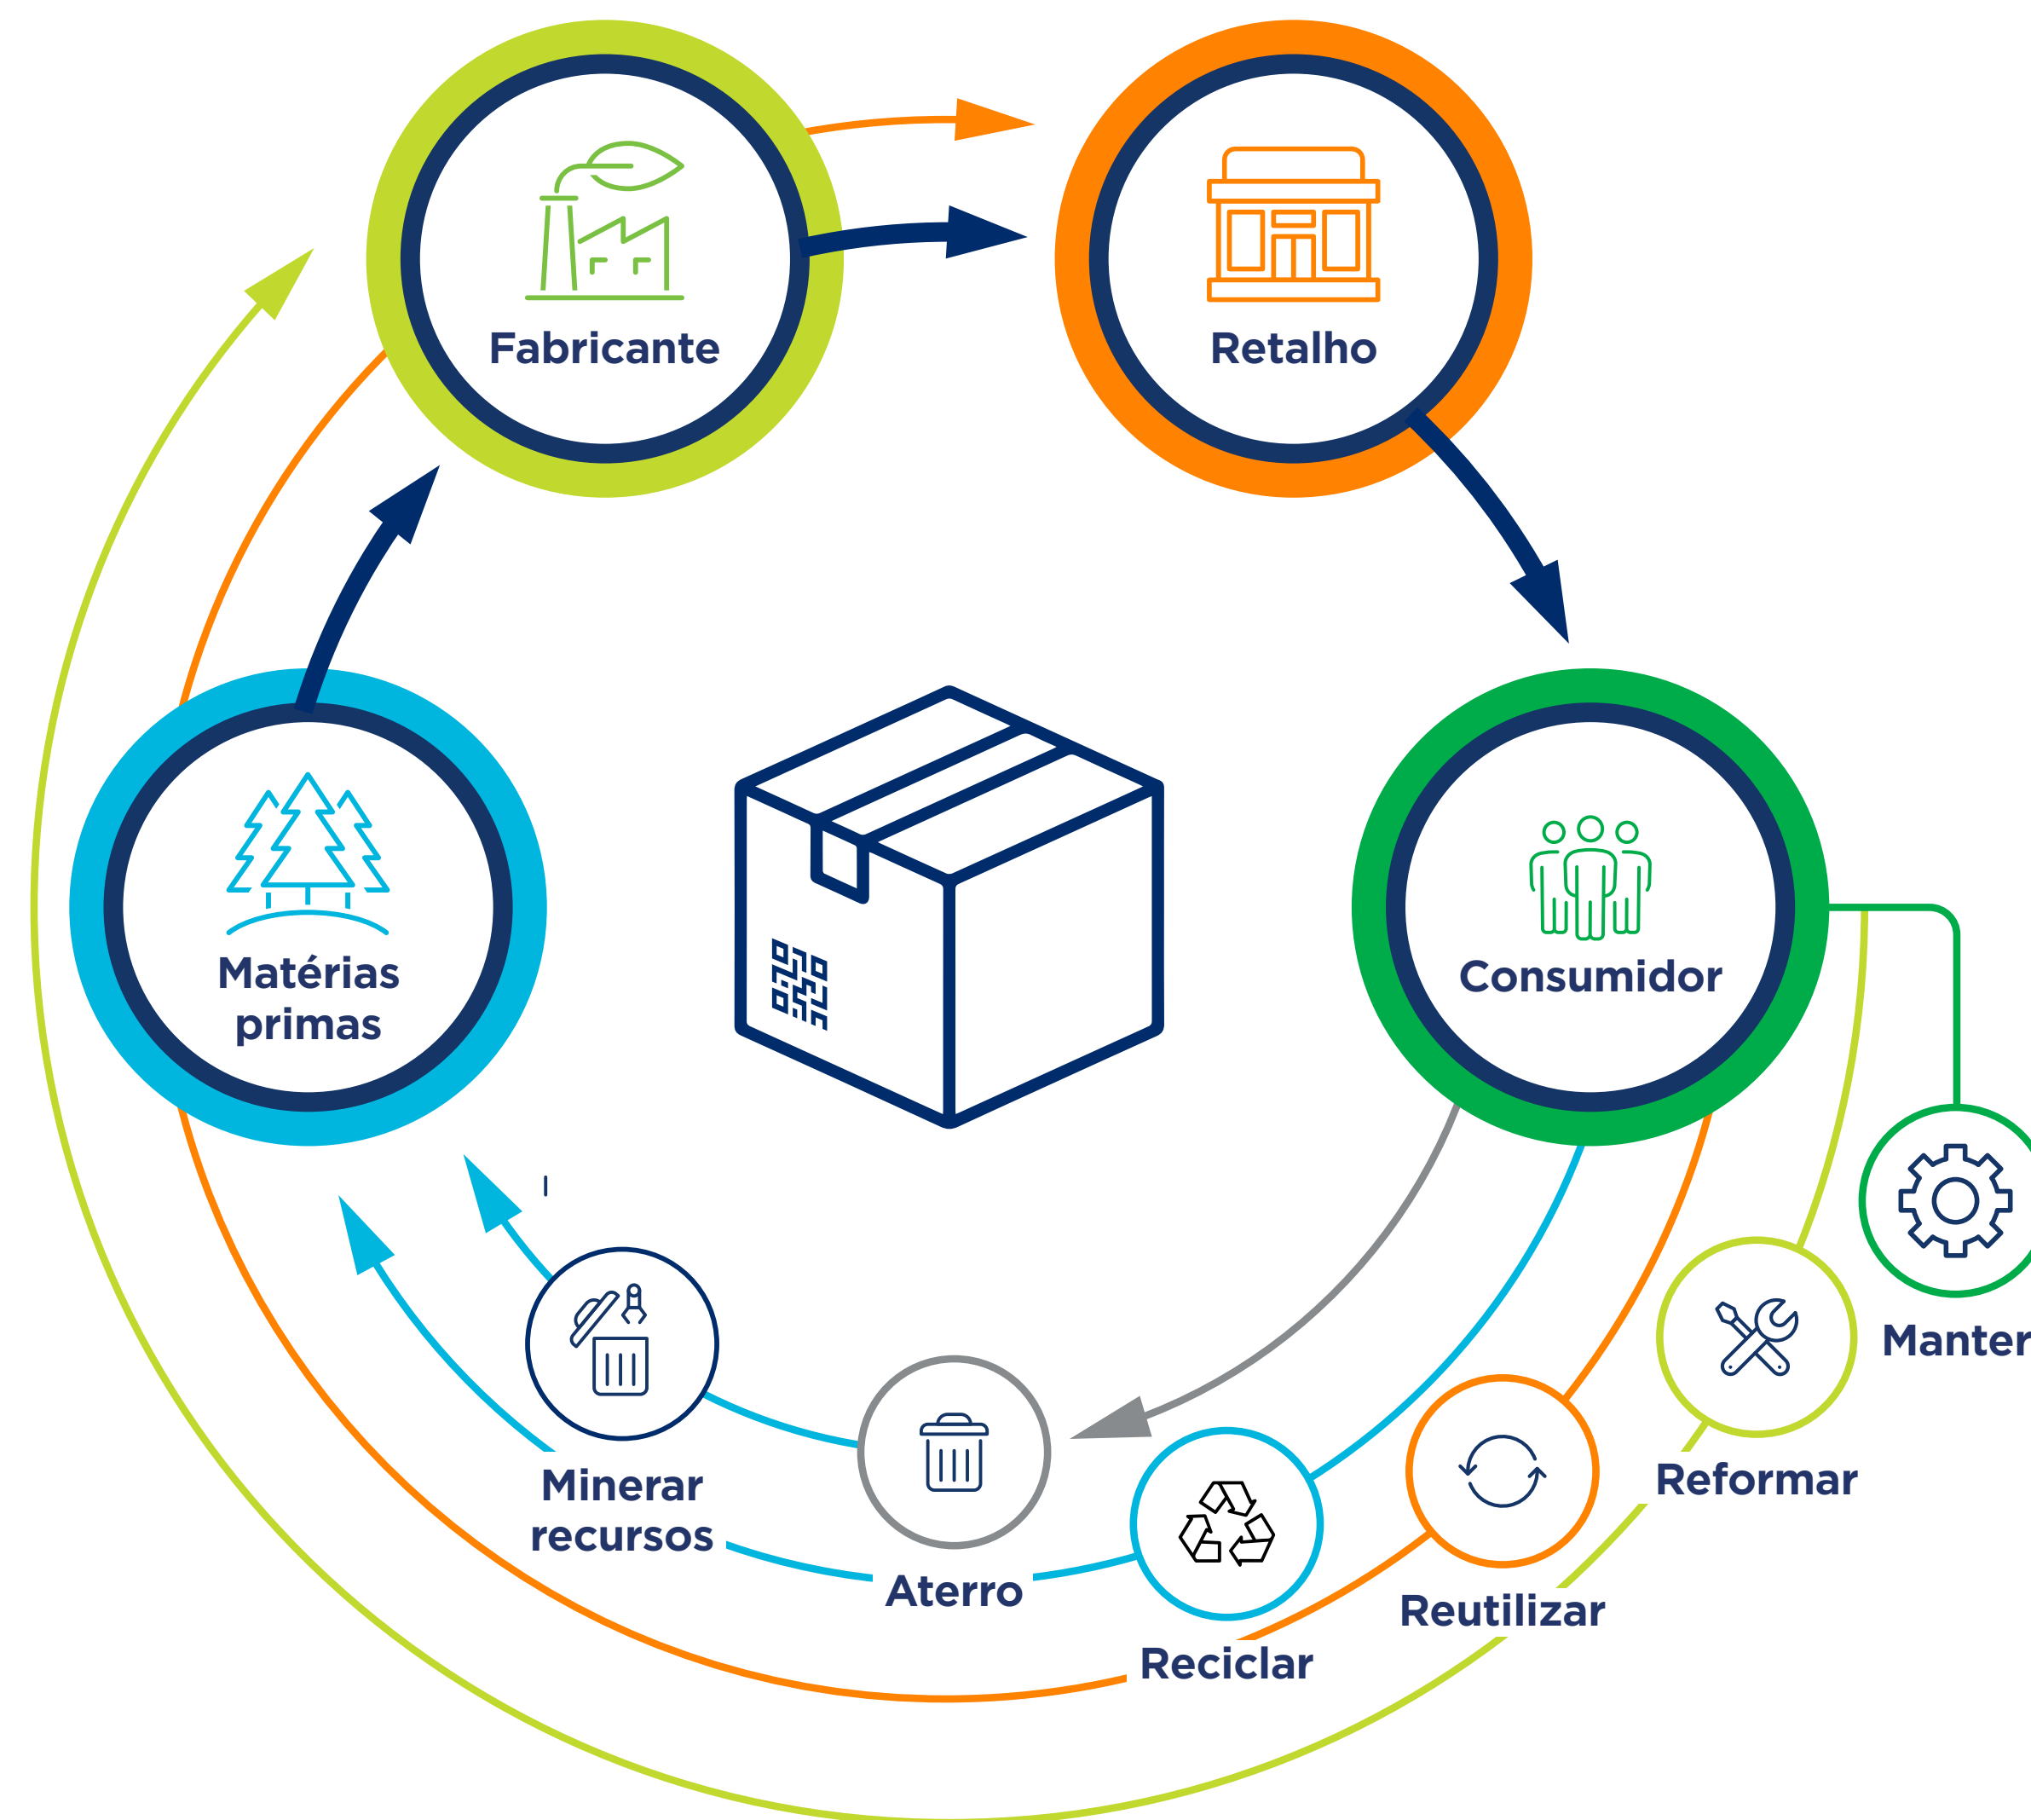 Fabricante
Retalho
Matérias
primas
Consumidor
Manter
Reformar
Minerar
recursos
Aterro
Reutilizar
Reciclar